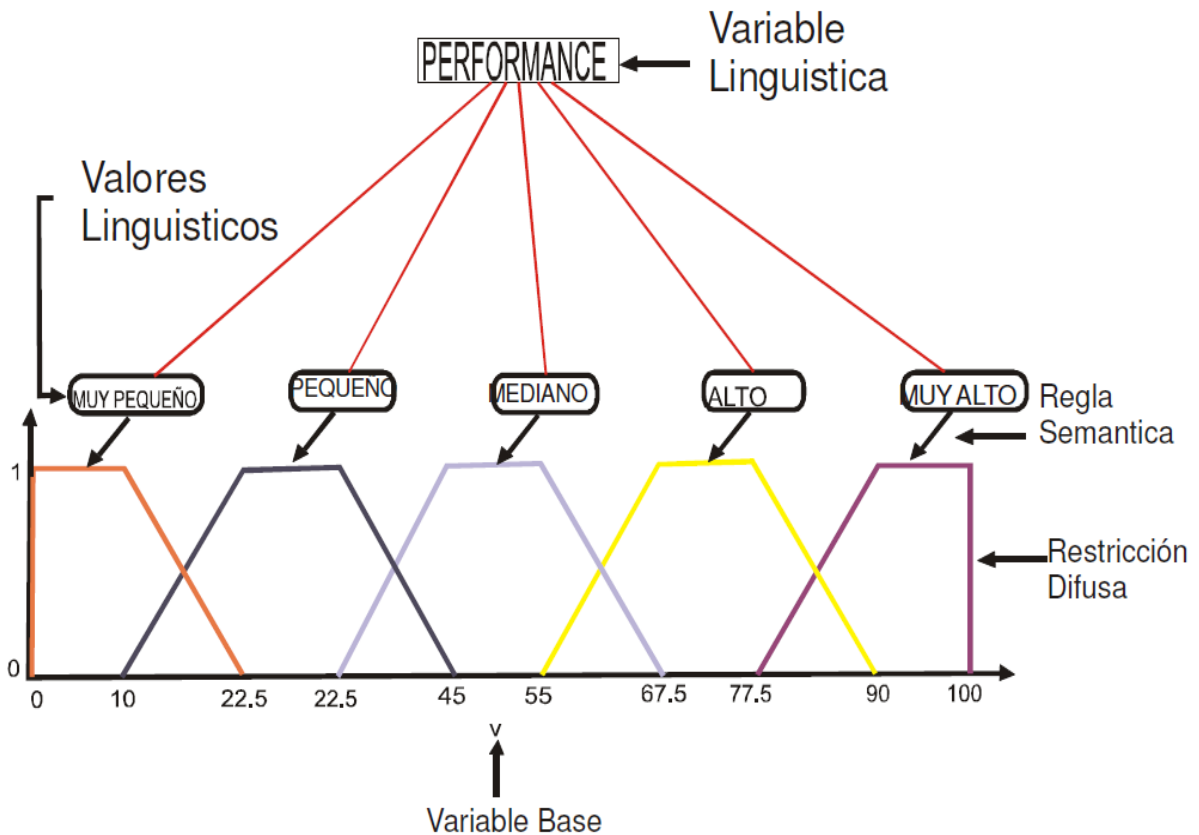 PERFORMANCE
Variable
Linguistica
Valores
Linguisticos
MUY PEQUEÑO
PEQUEÑO
MEDIANO
ALTO
MUY ALTO
Regla
Semantica
1
Restricción
Difusa
0
0 10 22.5 22.5 45 55 67.5 77.5 90 100
v
Variable Base